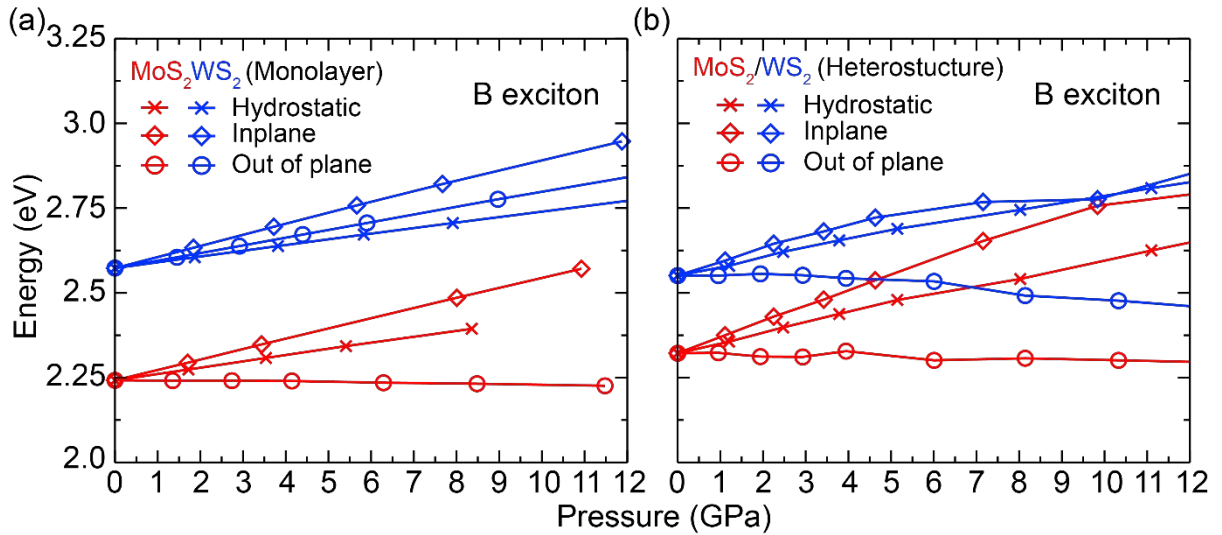 (a)
MoS2 WS2 (Monolayer)
Hydrostatic
Inplane
Out of plane
B exciton
3.25
3.0
2.75
2.5
2.25
2.0
Energy (eV)
0 1 2 3 4 5 6 7 8 9 10 11 12
(b)
MoS2/WS2 (Heterostucture)
Hydrostatic
Inplane
Out of plane
B exciton
0 1 2 3 4 5 6 7 8 9 10 11 12
Pressure (GPa)